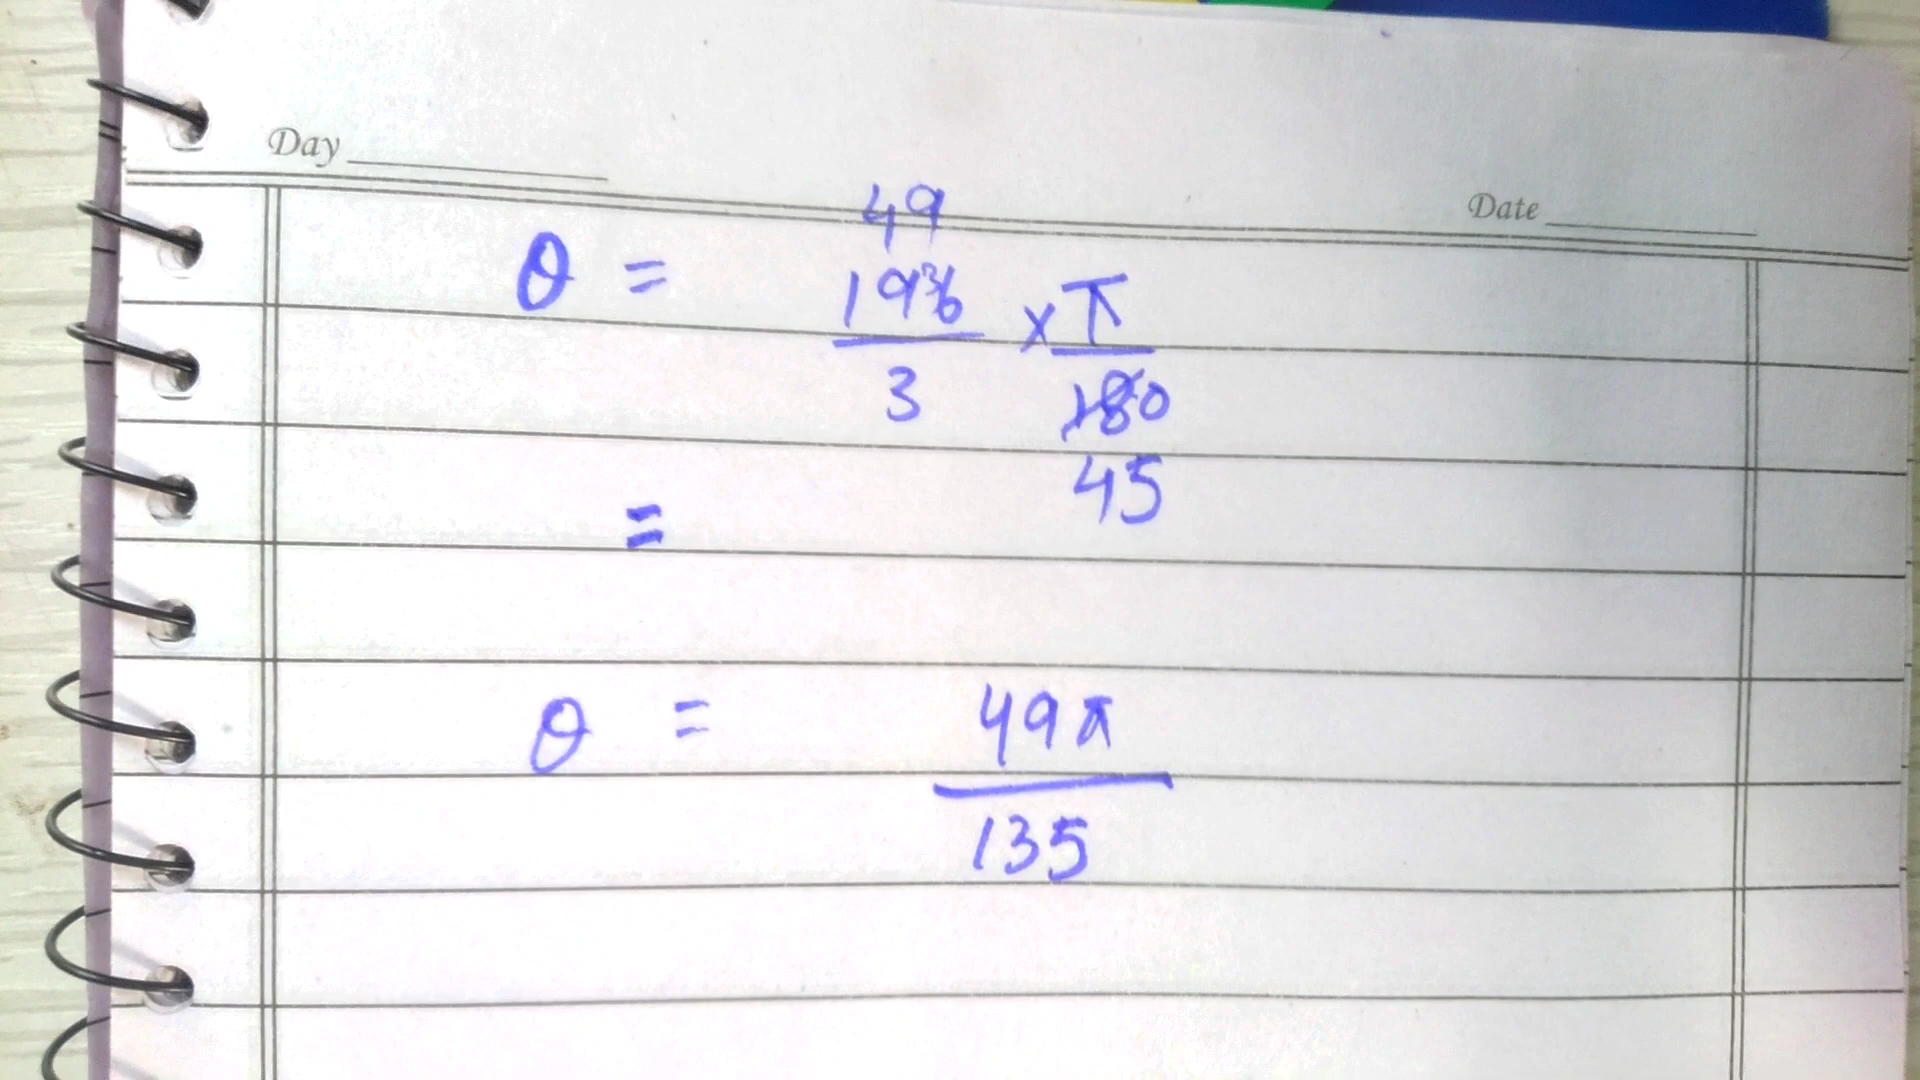 Day
Date
49
θ = 196/3 × π/180
45
=
θ = 49π/135